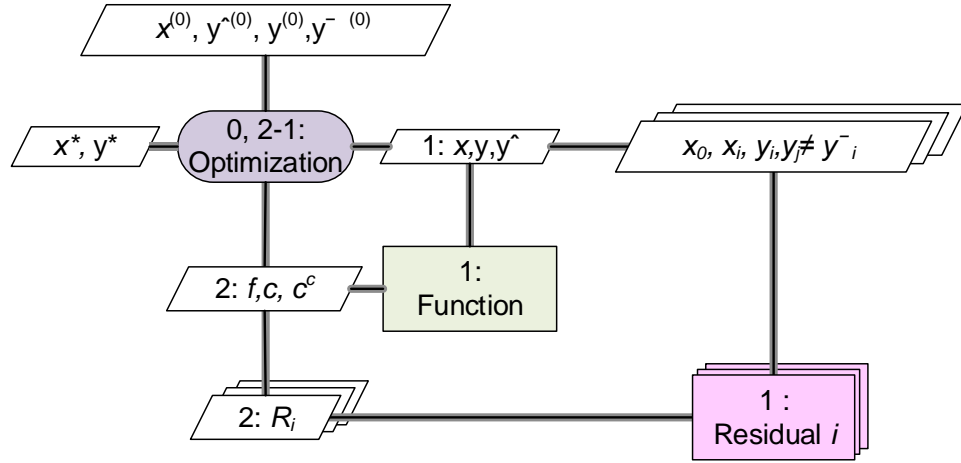 x⁽⁰⁾, y^⁽⁰⁾, y⁽⁰⁾,y⁻ ⁽⁰⁾
x*, y*
0, 2-1:
Optimization
1: x,y,y^
x₀, xᵢ, yᵢ,yⱼ≠ y⁻ᵢ
2: f,c, cᶜ
1:
Function
2: Rᵢ
1 :
Residual i